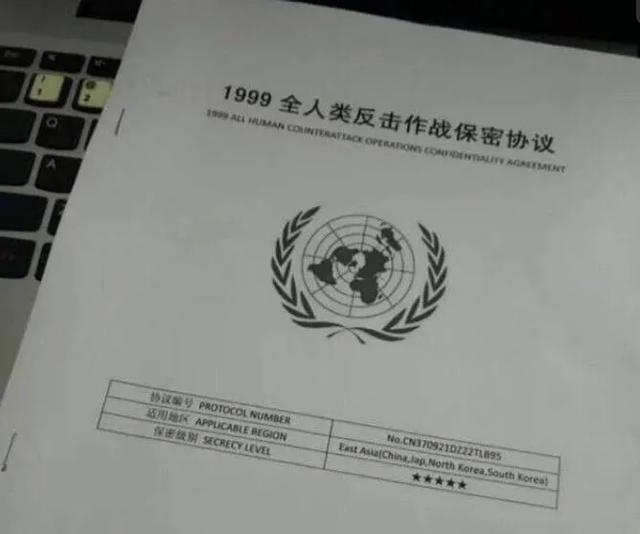 1999 全人类反击作战保密协议
1999 ALL HUMAN COUNTERATTACK OPERATIONS CONFIDENTIALITY AGREEMENT
协议编号 PROTOCOL NUMBER No.CN370921DZ22TLB95
适用地区 APPLICABLE REGION East Asia(China,Jap,North Korea,South Korea)
保密级别 SECRECY LEVEL ★★★★★
!
1
@
2
Q
A